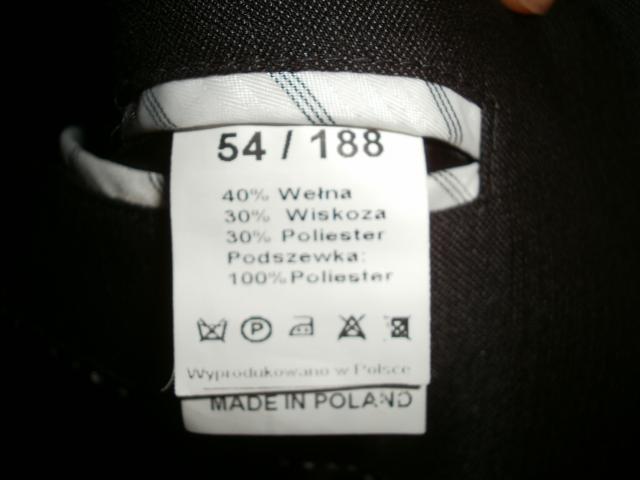 54 / 188
40% Wełna
30% Wiskoza
30% Poliester
Podszewka:
100% Poliester
P
Wyprodukowano w Polsce
MADE IN POLAND